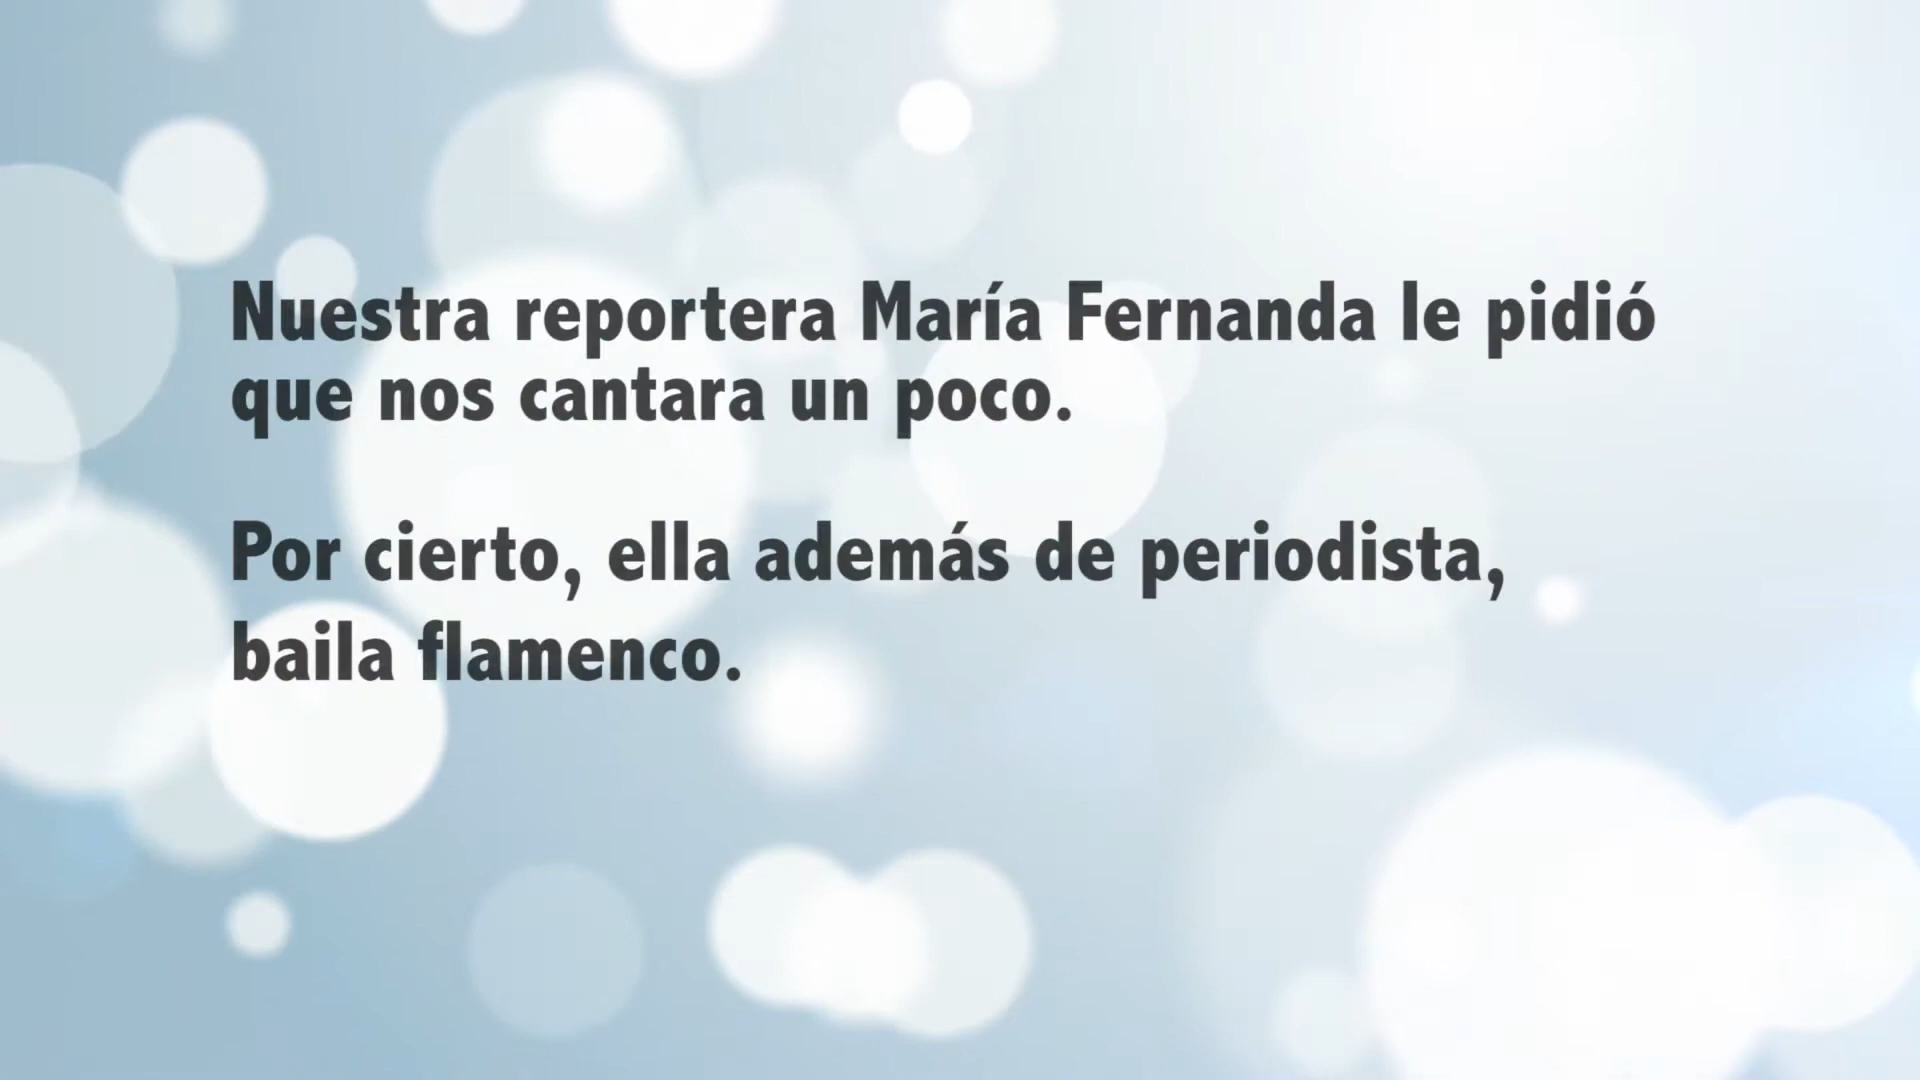 Nuestra reportera María Fernanda le pidió
que nos cantara un poco.
Por cierto, ella además de periodista,
baila flamenco.